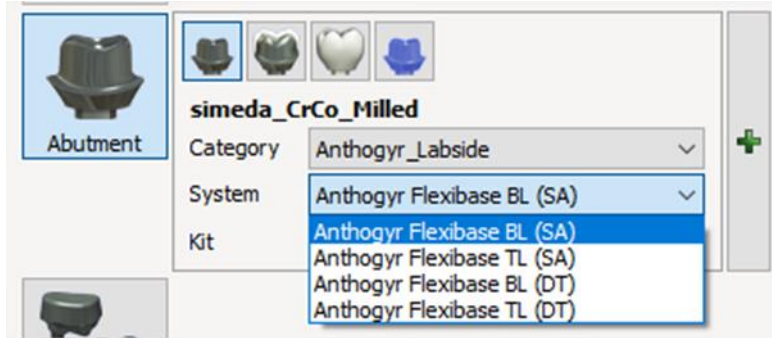 Abutment
simeda_CrCo_Milled
Category Anthogyr_Labside
System Anthogyr Flexibase BL (SA)
Kit
Anthogyr Flexibase BL (SA)
Anthogyr Flexibase TL (SA)
Anthogyr Flexibase BL (DT)
Anthogyr Flexibase TL (DT)